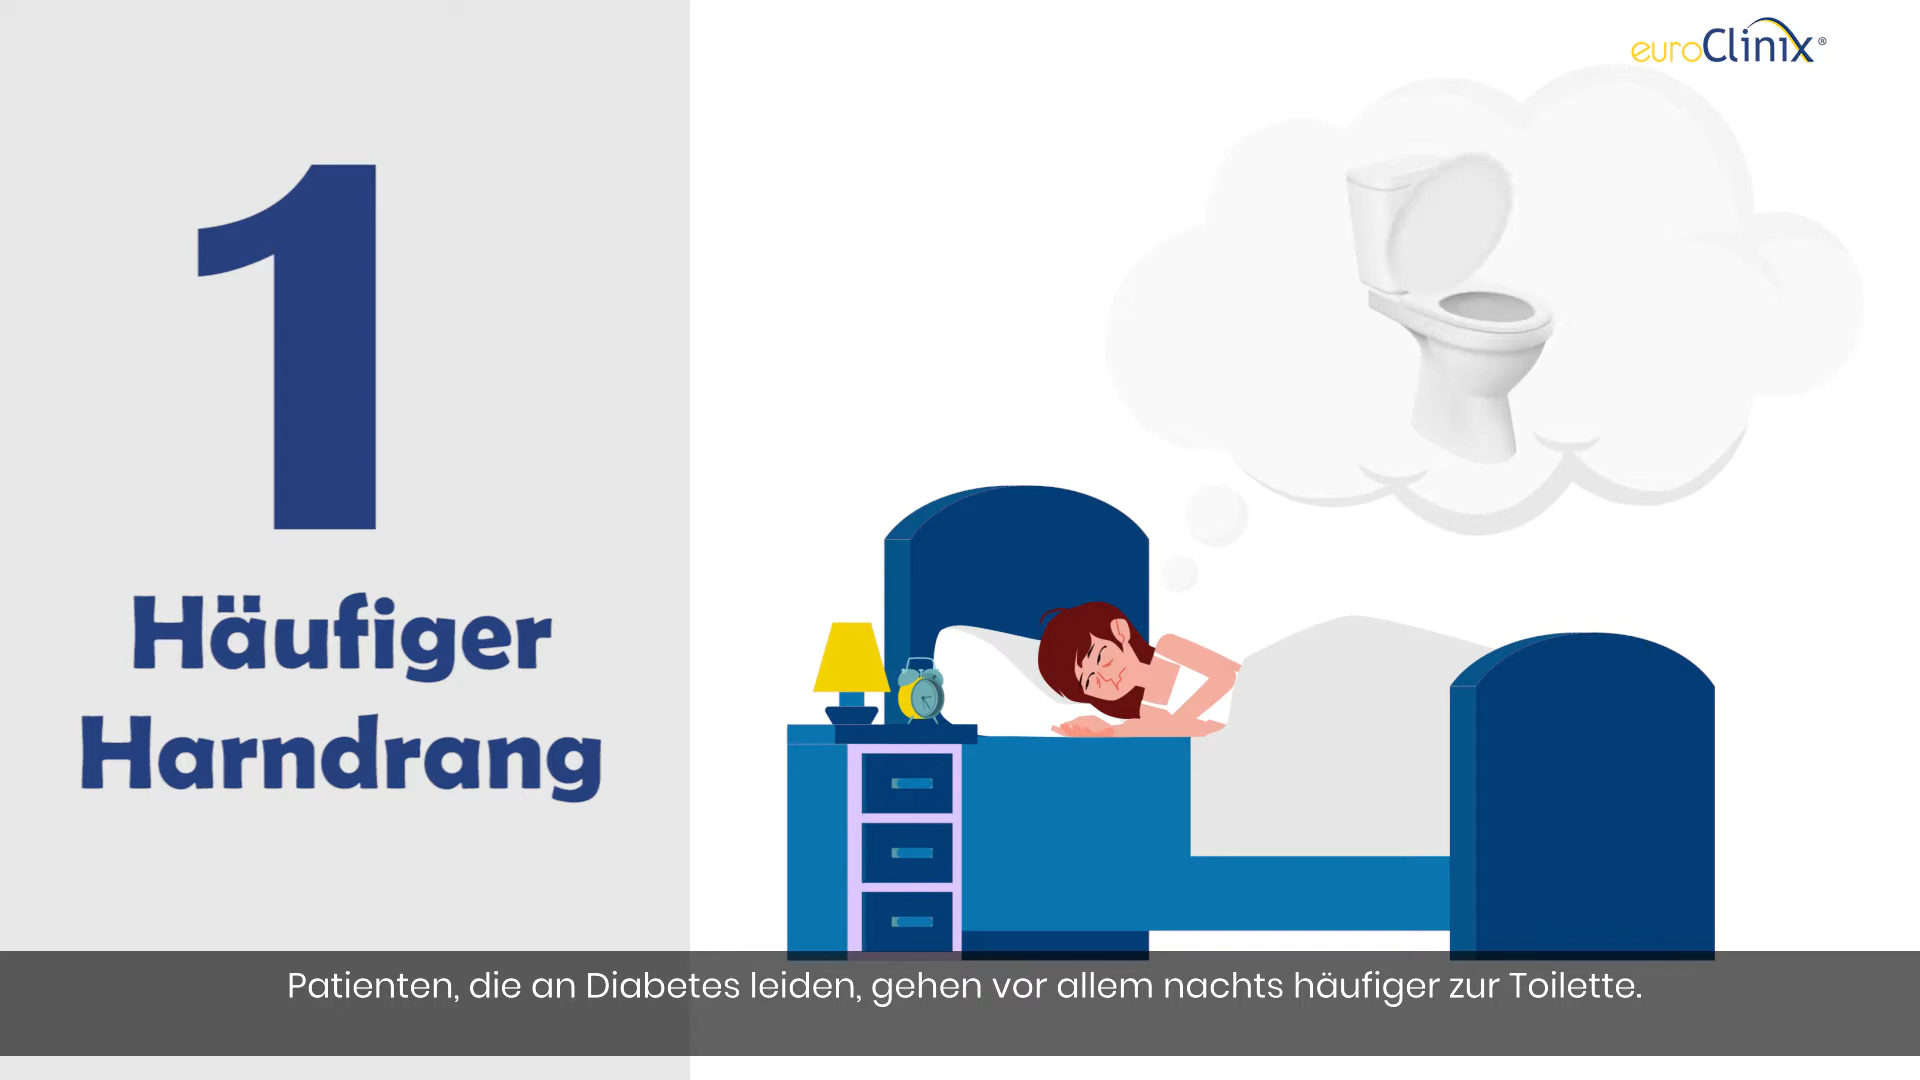 euroClinix®
1
Häufiger
Harndrang
Patienten, die an Diabetes leiden, gehen vor allem nachts häufiger zur Toilette.